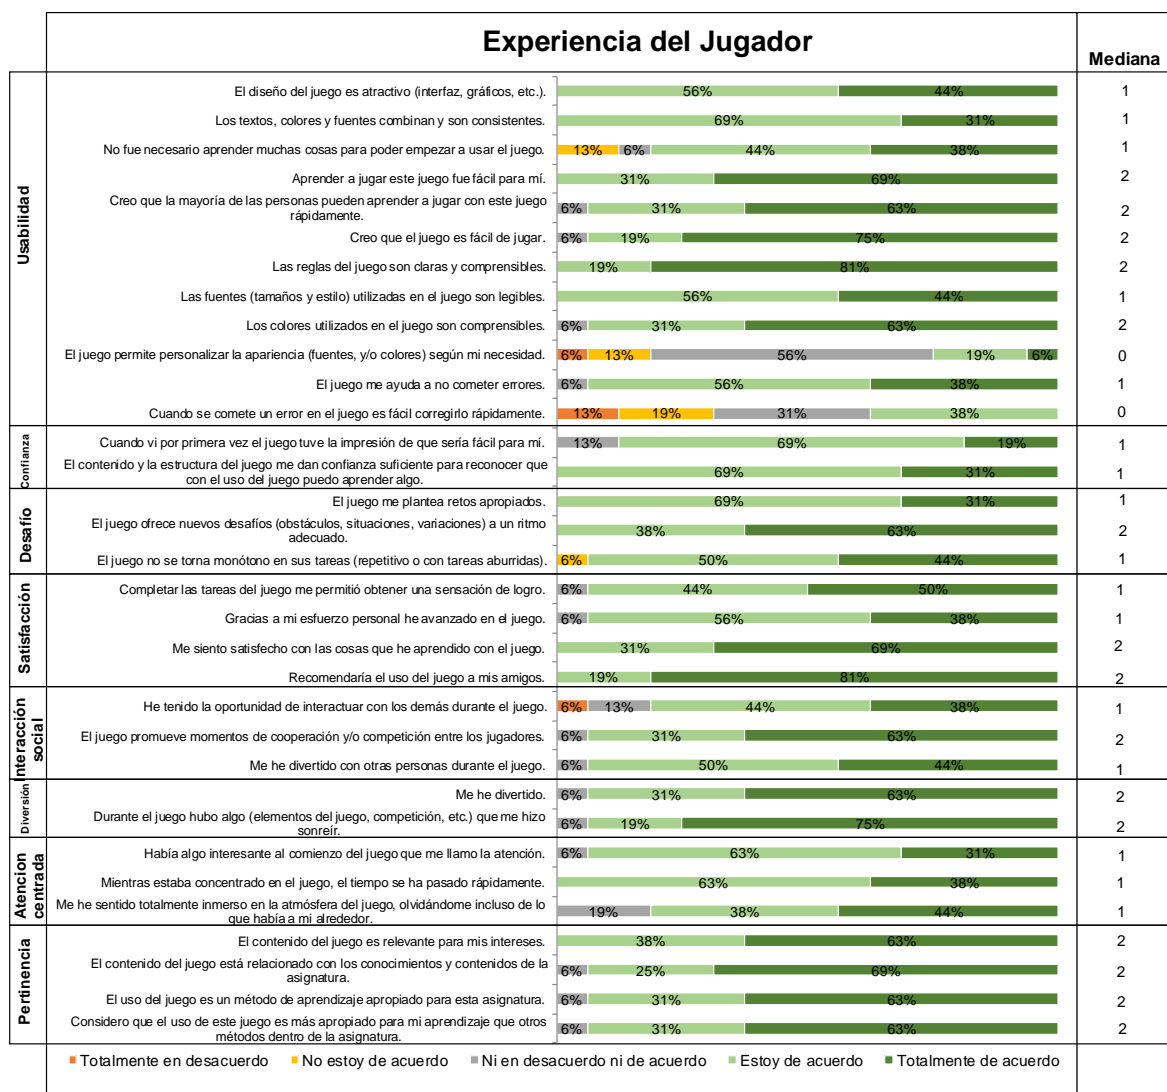 Experiencia del Jugador
Mediana
Usabilidad
El diseño del juego es atractivo (interfaz, gráficos, etc.). 56% 44% 1
Los textos, colores y fuentes combinan y son consistentes. 69% 31% 1
No fue necesario aprender muchas cosas para poder empezar a usar el juego. 13% 6% 44% 38% 1
Aprender a jugar este juego fue fácil para mí. 31% 69% 2
Creo que la mayoría de las personas pueden aprender a jugar con este juego
rápidamente. 6% 31% 63% 2
Creo que el juego es fácil de jugar. 6% 19% 75% 2
Las reglas del juego son claras y comprensibles. 19% 81% 2
Las fuentes (tamaños y estilo) utilizadas en el juego son legibles. 56% 44% 1
Los colores utilizados en el juego son comprensibles. 6% 31% 63% 2
El juego permite personalizar la apariencia (fuentes, y/o colores) según mi necesidad. 6% 13% 56% 19% 6% 0
El juego me ayuda a no cometer errores. 6% 56% 38% 1
Cuando se comete un error en el juego es fácil corregirlo rápidamente. 13% 19% 31% 38% 0
Confianza
Cuando vi por primera vez el juego tuve la impresión de que sería fácil para mí. 13% 69% 19% 1
El contenido y la estructura del juego me dan confianza suficiente para reconocer que
con el uso del juego puedo aprender algo. 69% 31% 1
Desafío
El juego me plantea retos apropiados. 69% 31% 1
El juego ofrece nuevos desafíos (obstáculos, situaciones, variaciones) a un ritmo
adecuado. 38% 63% 2
El juego no se torna monótono en sus tareas (repetitivo o con tareas aburridas). 6% 50% 44% 1
Satisfacción
Completar las tareas del juego me permitió obtener una sensación de logro. 6% 44% 50% 1
Gracias a mi esfuerzo personal he avanzado en el juego. 6% 56% 38% 1
Me siento satisfecho con las cosas que he aprendido con el juego. 31% 69% 2
Recomendaría el uso del juego a mis amigos. 19% 81% 2
Interacción
social
He tenido la oportunidad de interactuar con los demás durante el juego. 6% 13% 44% 38% 1
El juego promueve momentos de cooperación y/o competición entre los jugadores. 6% 31% 63% 2
Me he divertido con otras personas durante el juego. 6% 50% 44% 1
Diversión
Me he divertido. 6% 31% 63% 2
Durante el juego hubo algo (elementos del juego, competición, etc.) que me hizo
sonreír. 6% 19% 75% 2
Atencion
centrada
Había algo interesante al comienzo del juego que me llamo la atención. 6% 63% 31% 1
Mientras estaba concentrado en el juego, el tiempo se ha pasado rápidamente. 63% 38% 1
Me he sentido totalmente inmerso en la atmósfera del juego, olvidándome incluso de lo
que había a mi alrededor. 19% 38% 44% 1
Pertinencia
El contenido del juego es relevante para mis intereses. 38% 63% 2
El contenido del juego está relacionado con los conocimientos y contenidos de la
asignatura. 6% 25% 69% 2
El uso del juego es un método de aprendizaje apropiado para esta asignatura. 6% 31% 63% 2
Considero que el uso de este juego es más apropiado para mi aprendizaje que otros
métodos dentro de la asignatura. 6% 31% 63% 2
Totalmente en desacuerdo No estoy de acuerdo Ni en desacuerdo ni de acuerdo Estoy de acuerdo Totalmente de acuerdo